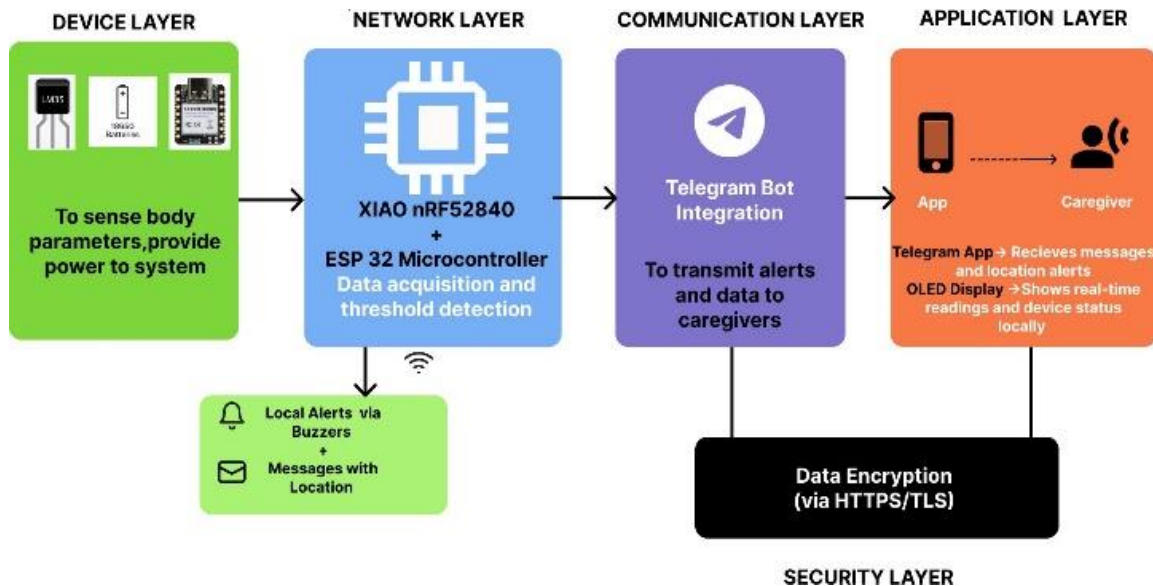 DEVICE LAYER
NETWORK LAYER
COMMUNICATION LAYER
APPLICATION LAYER
LM35
18650
Batteries
To sense body
parameters,provide
power to system
XIAO nRF52840
+
ESP 32 Microcontroller
Data acquisition and
threshold detection
Telegram Bot
Integration
To transmit alerts
and data to
caregivers
App
Caregiver
Telegram App→ Recieves messages
and location alerts
OLED Display →Shows real-time
readings and device status
locally
Local Alerts via
Buzzers
+
Messages with
Location
Data Encryption
(via HTTPS/TLS)
SECURITY LAYER